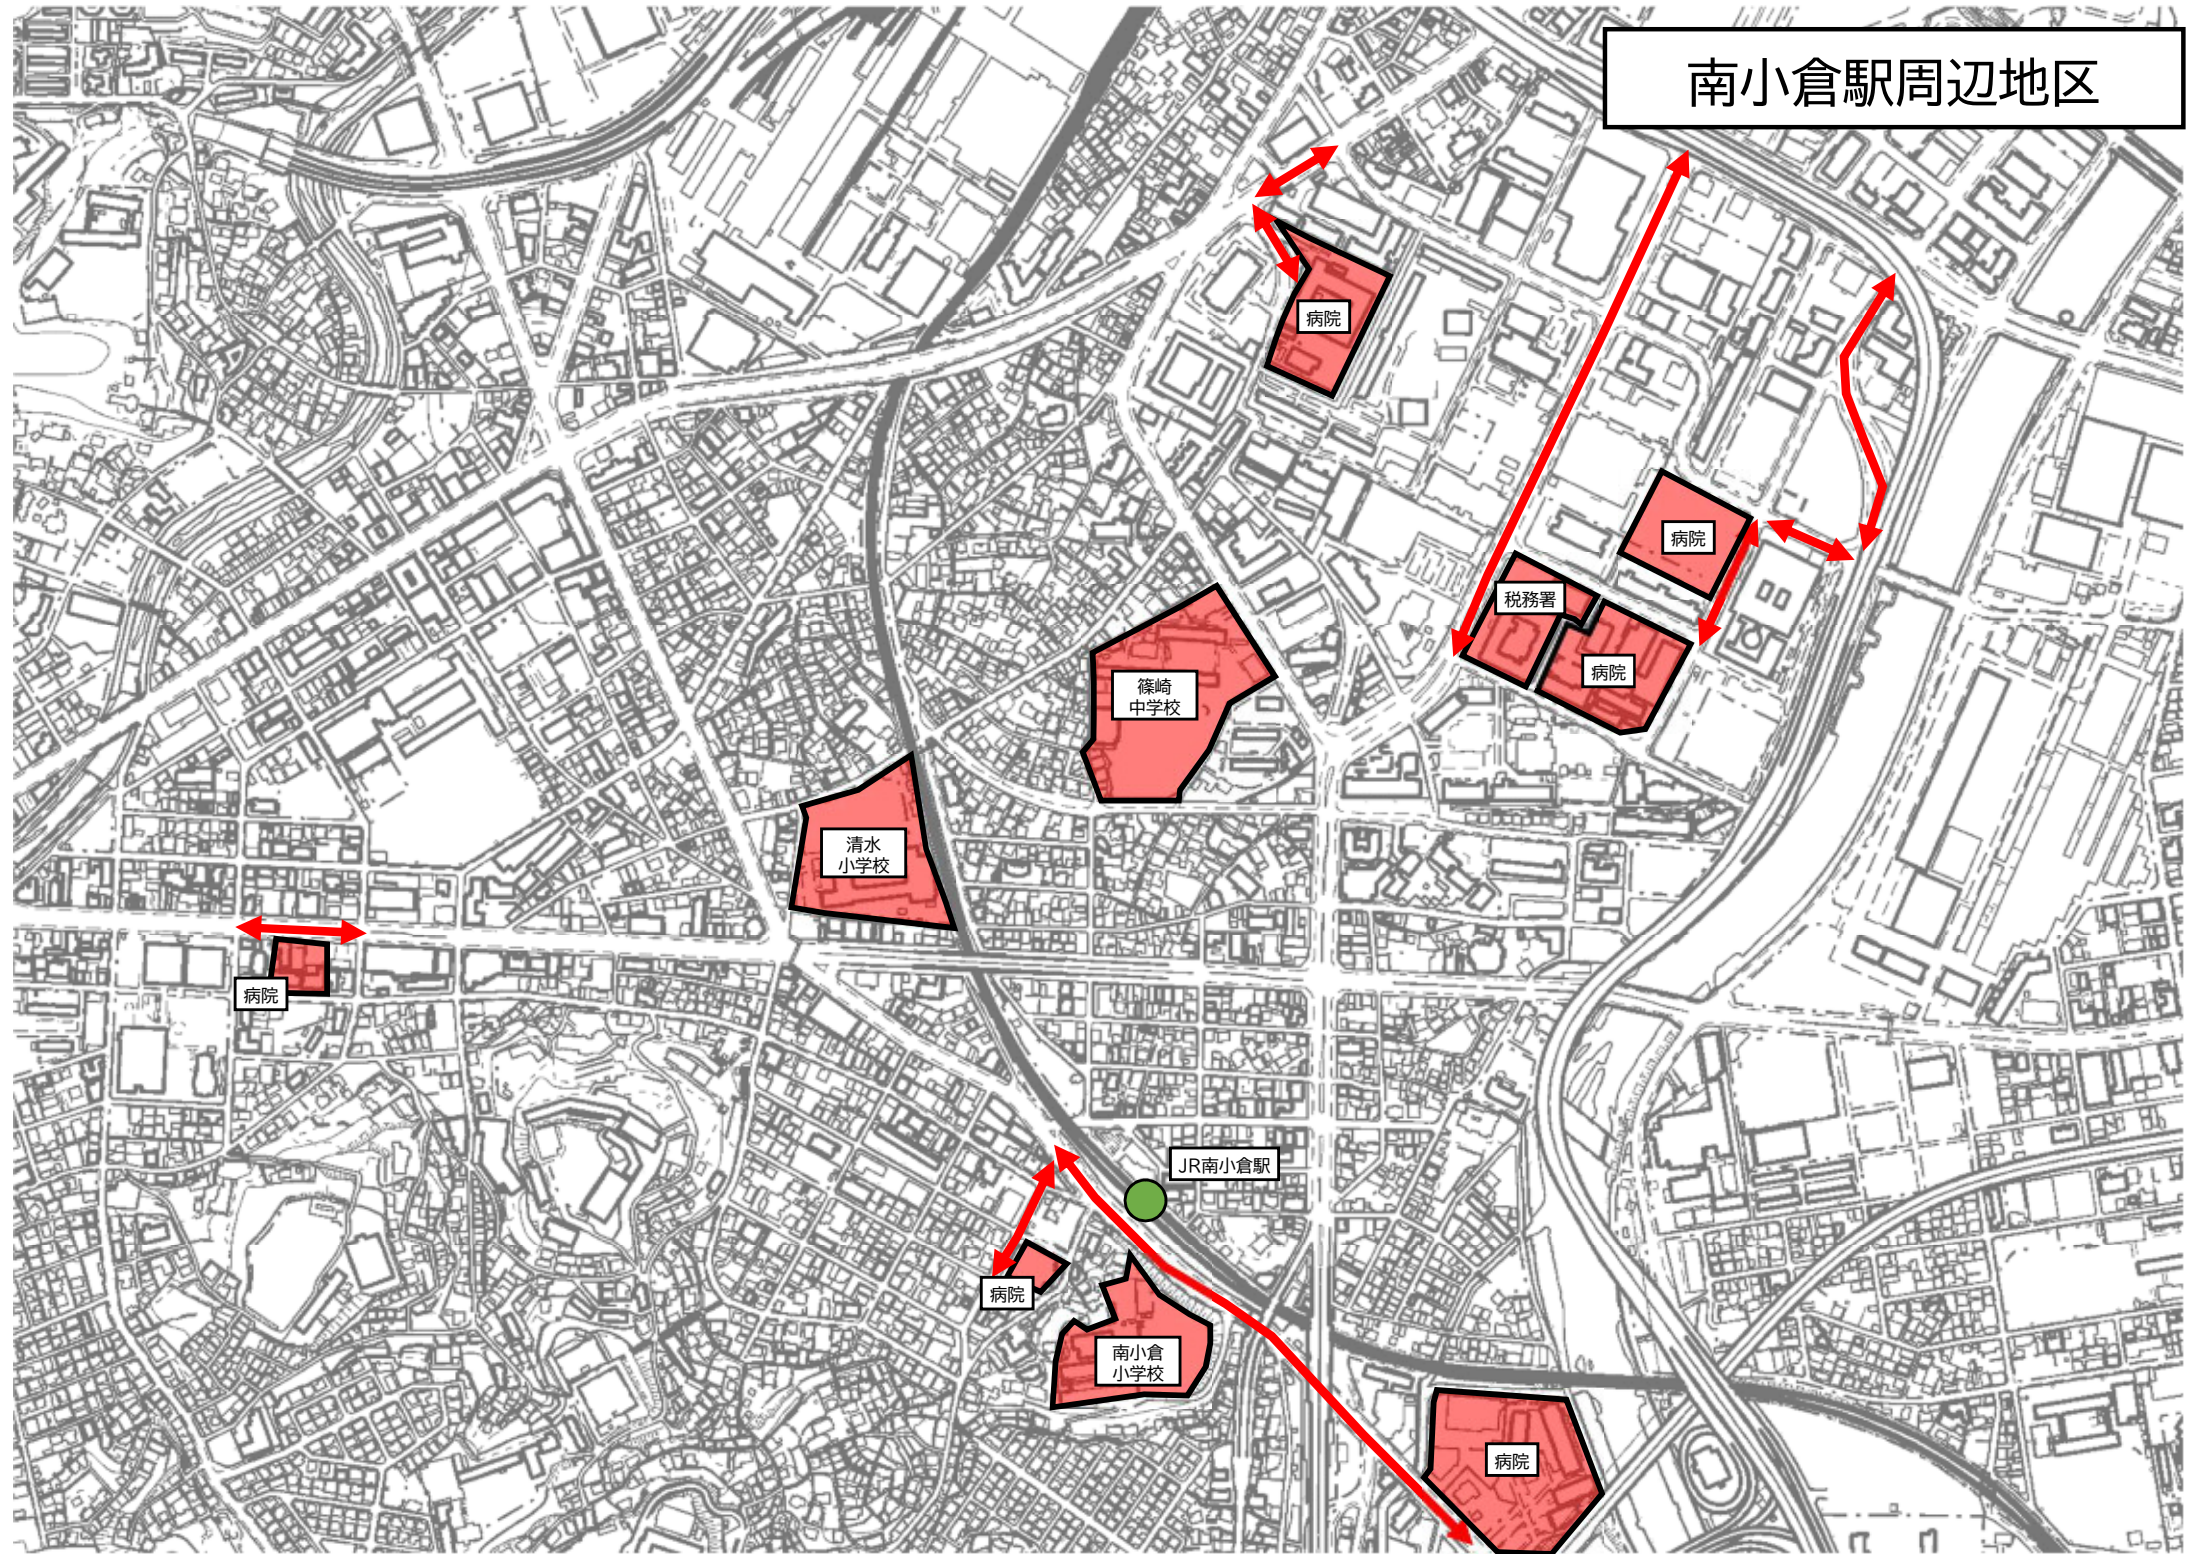 南小倉駅周辺地区
病院
病院
税務署
病院
篠崎
中学校
清水
小学校
病院
JR南小倉駅
病院
南小倉
小学校
病院